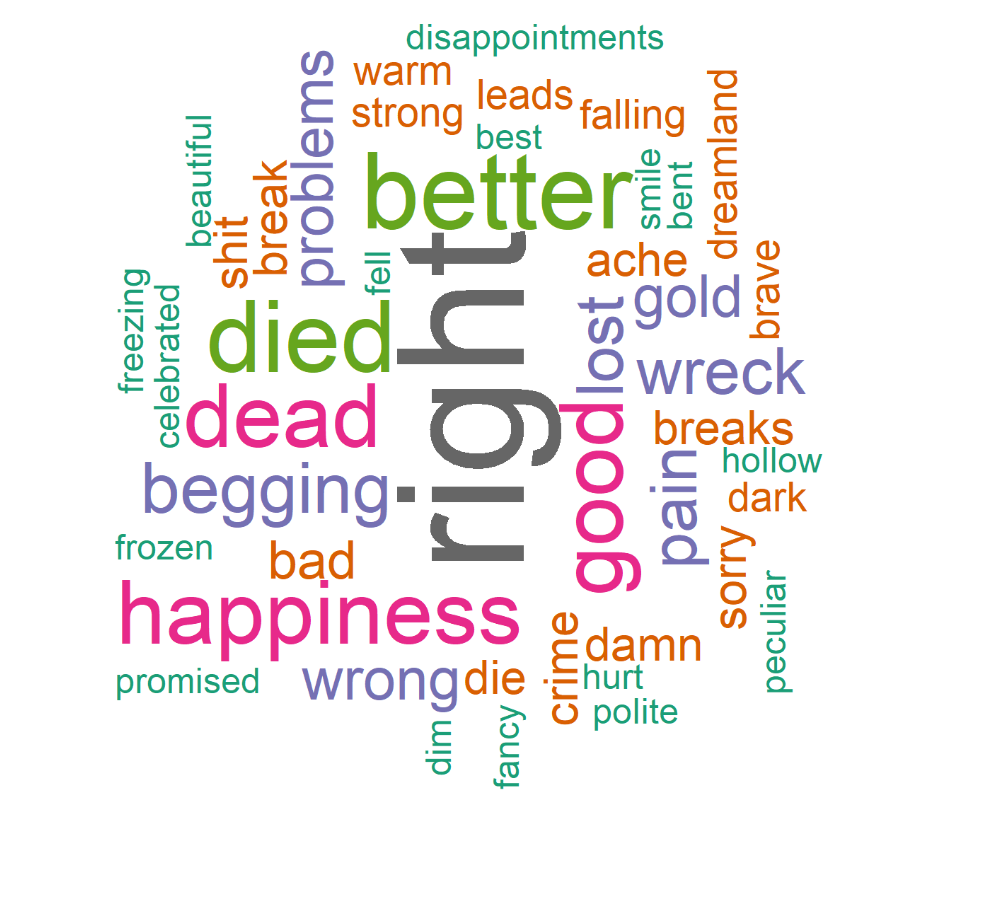 disappointments
warm
leads
strong
falling
best
problems
beautiful
break
shit
better
smile
bent
dreamland
fell
right
ache
brave
gold
lost
freezing
celebrated
died
wreck
dead
good
breaks
hollow
begging
pain
dark
frozen
bad
sorry
peculiar
happiness
crime
damn
promised
wrong
die
hurt
polite
dim
fancy